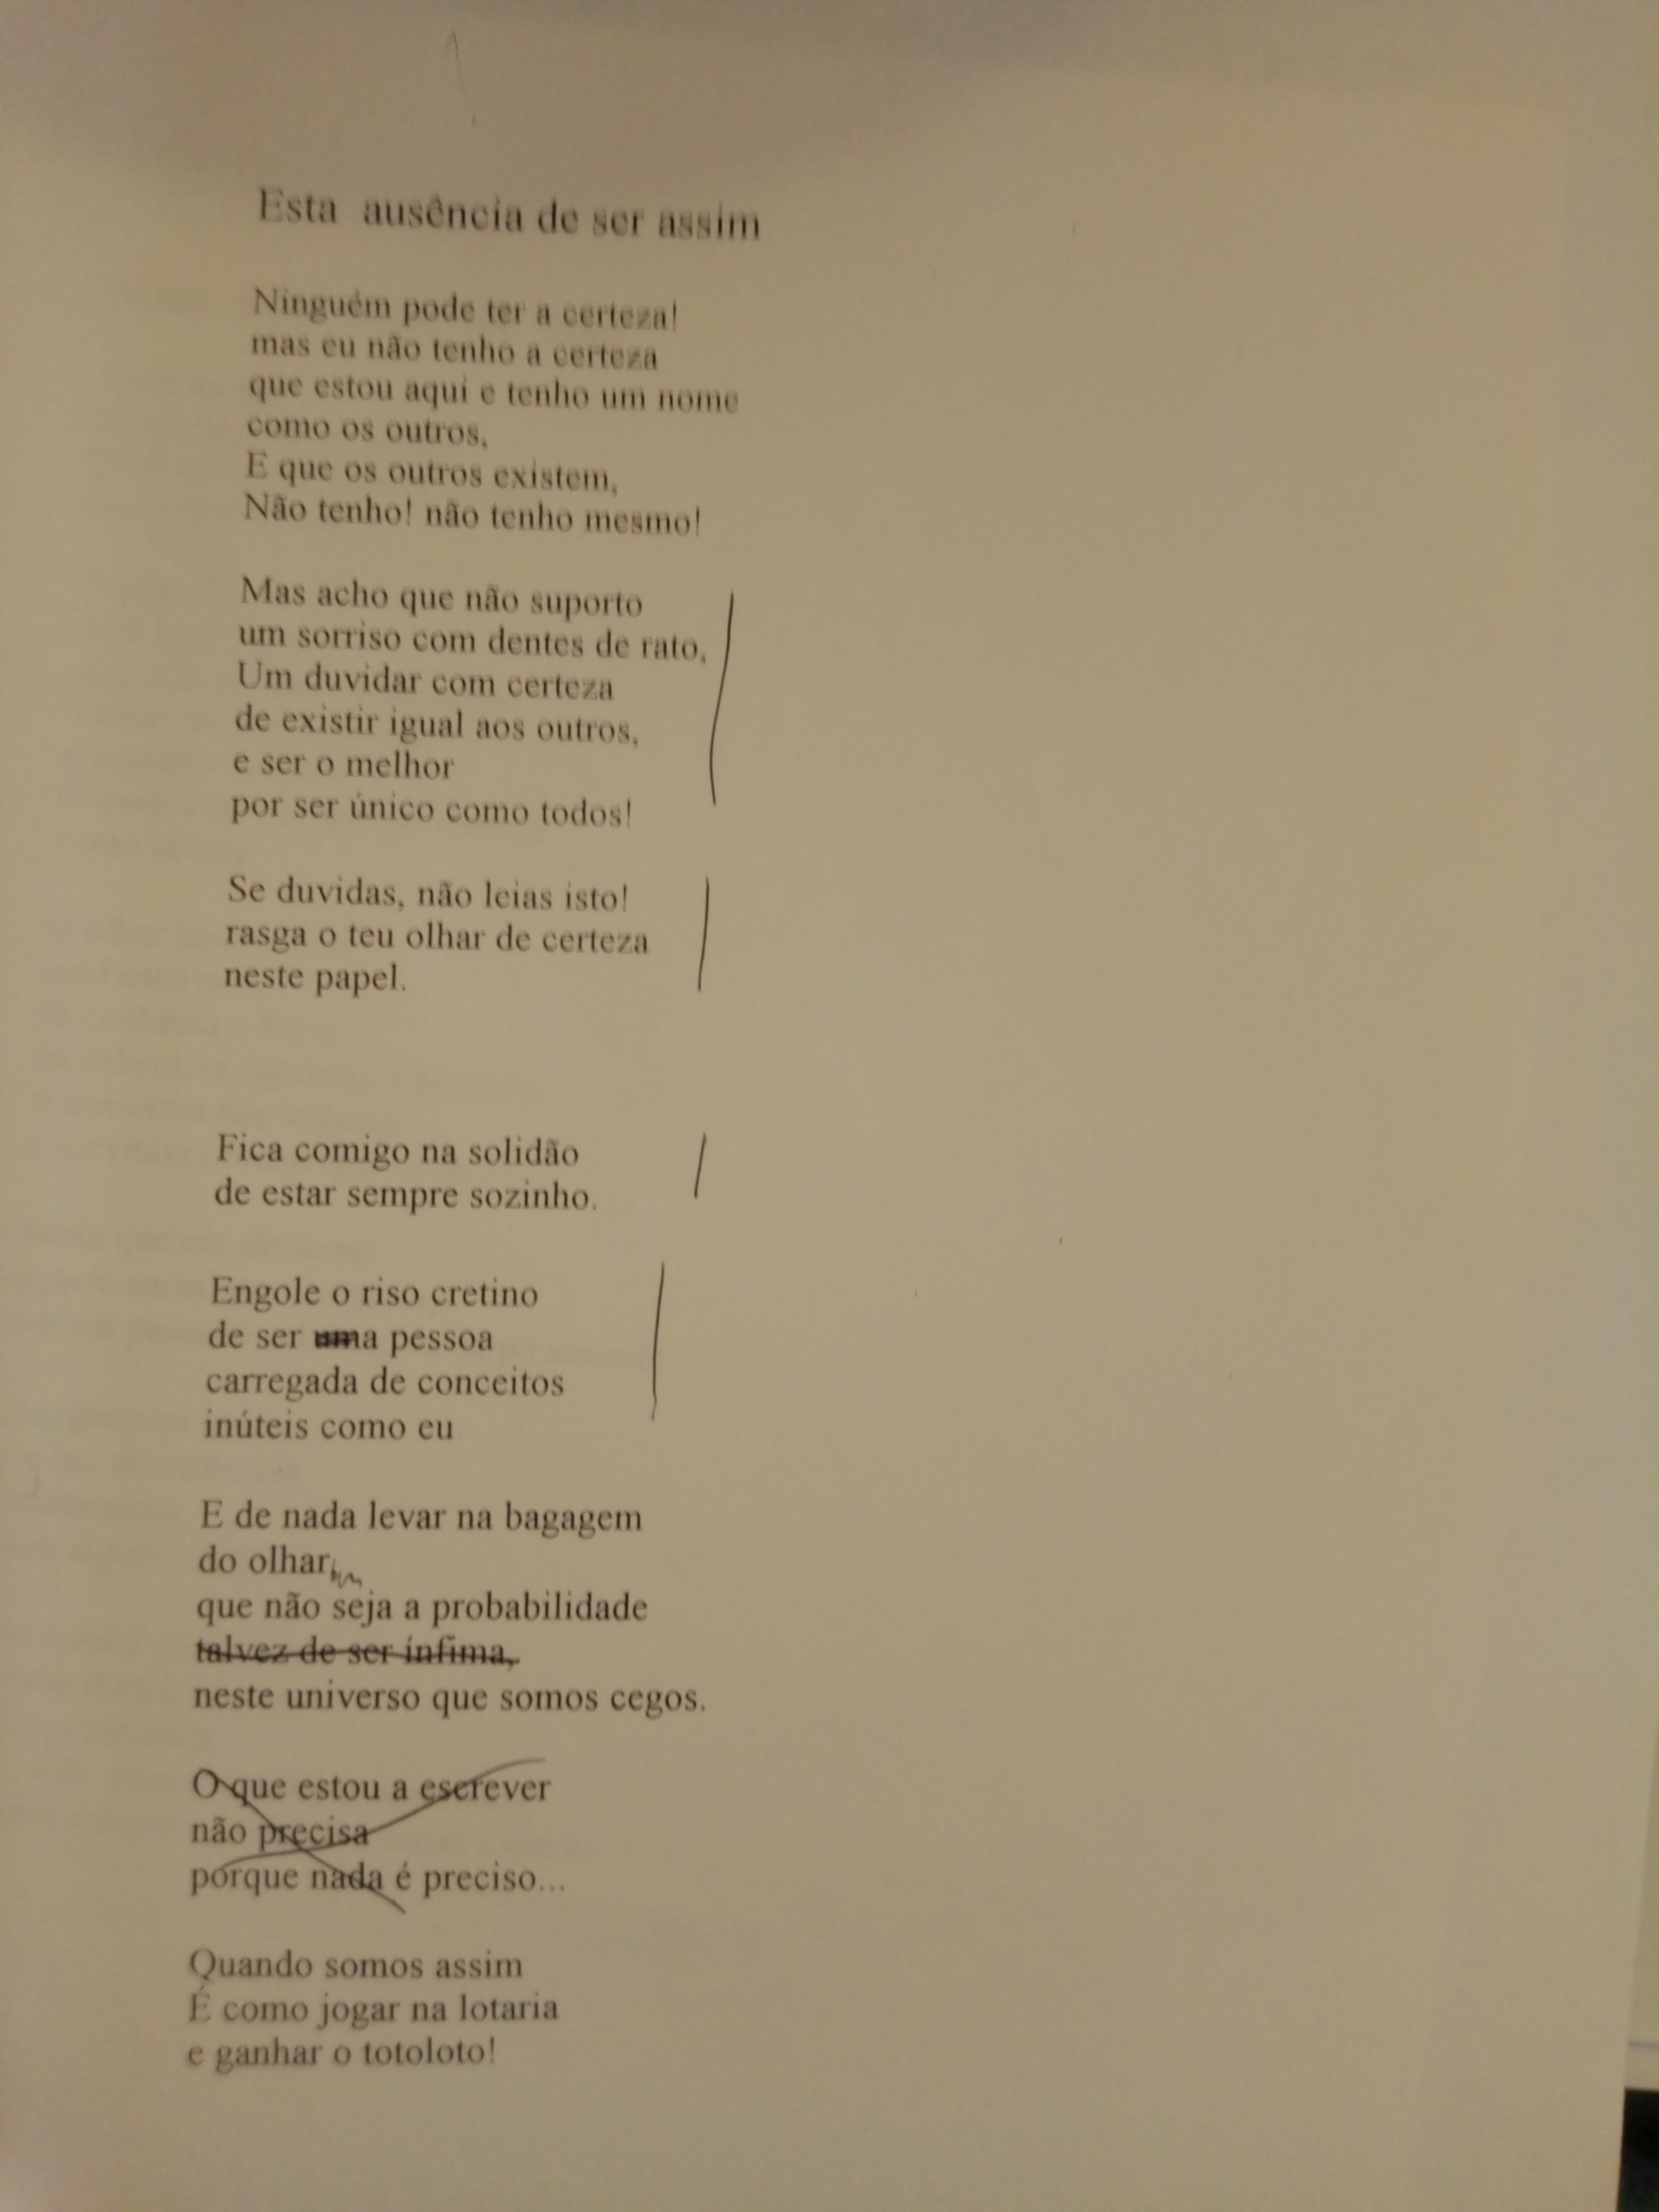 Esta ausência de ser assim
Ninguém pode ter a certeza!
mas eu não tenho a certeza
que estou aqui e tenho um nome
como os outros,
E que os outros existem,
Não tenho! não tenho mesmo!
Mas acho que não suporto
um sorriso com dentes de rato,
Um duvidar com certeza
de existir igual aos outros,
e ser o melhor
por ser único como todos!
Se duvidas, não leias isto!
rasga o teu olhar de certeza
neste papel.
Fica comigo na solidão
de estar sempre sozinho.
Engole o riso cretino
de ser uma pessoa
carregada de conceitos
inúteis como eu
E de nada levar na bagagem
do olhar,
que não seja a probabilidade
talvez de ser ínfima,
neste universo que somos cegos.
O que estou a escrever
não precisa
porque nada é preciso...
Quando somos assim
É como jogar na lotaria
e ganhar o totoloto!